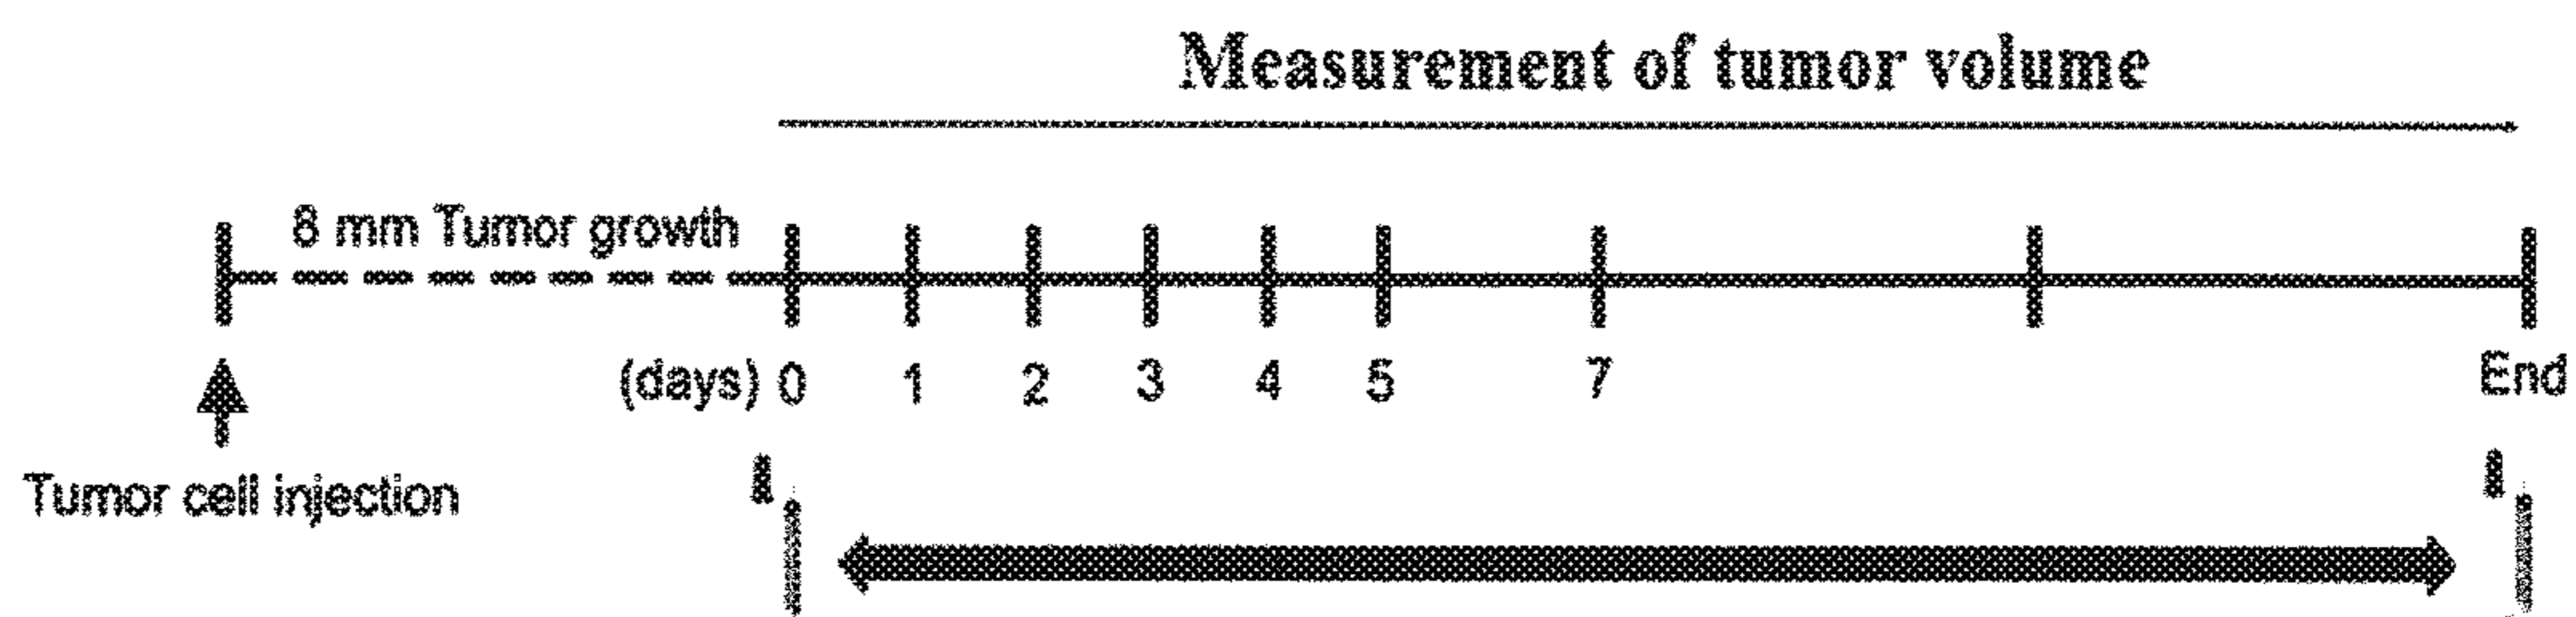 Measurement of tumor volume
8 mm Tumor growth
(days) 0 1 2 3 4 5 7 End
Tumor cell injection